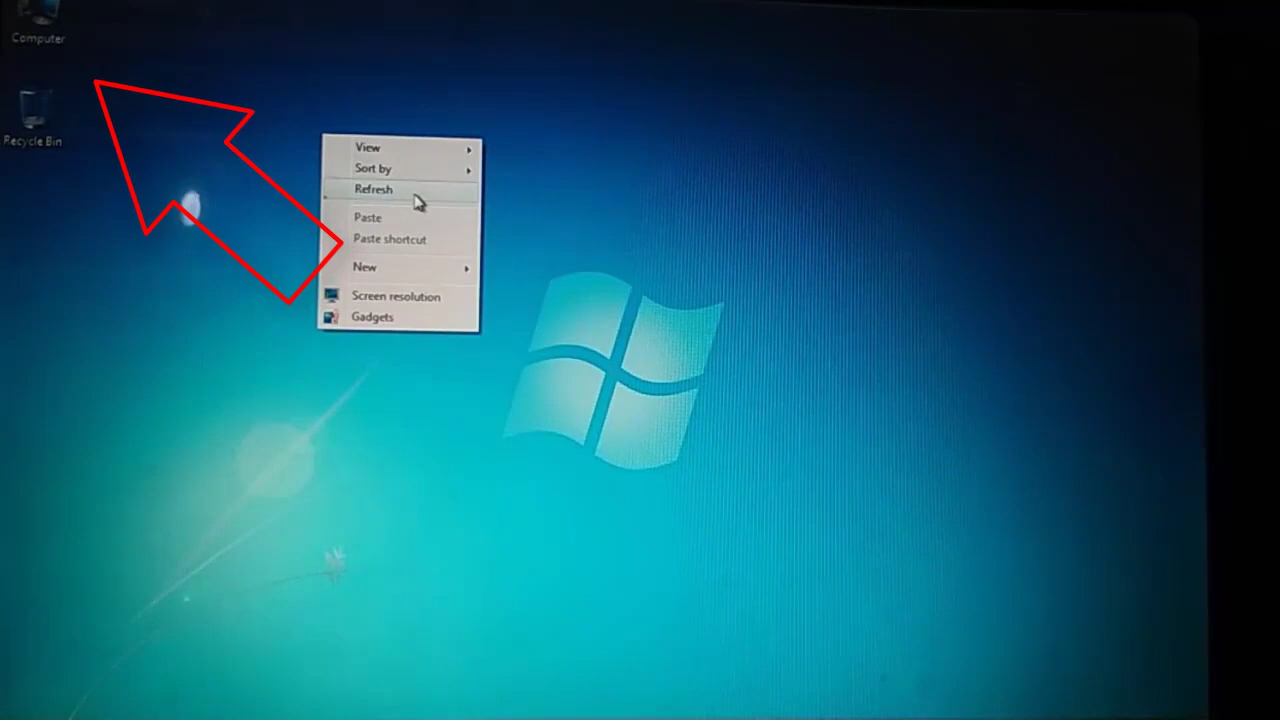 Computer
Recycle Bin
View
Sort by
Refresh
Paste
Paste shortcut
New
Screen resolution
Gadgets